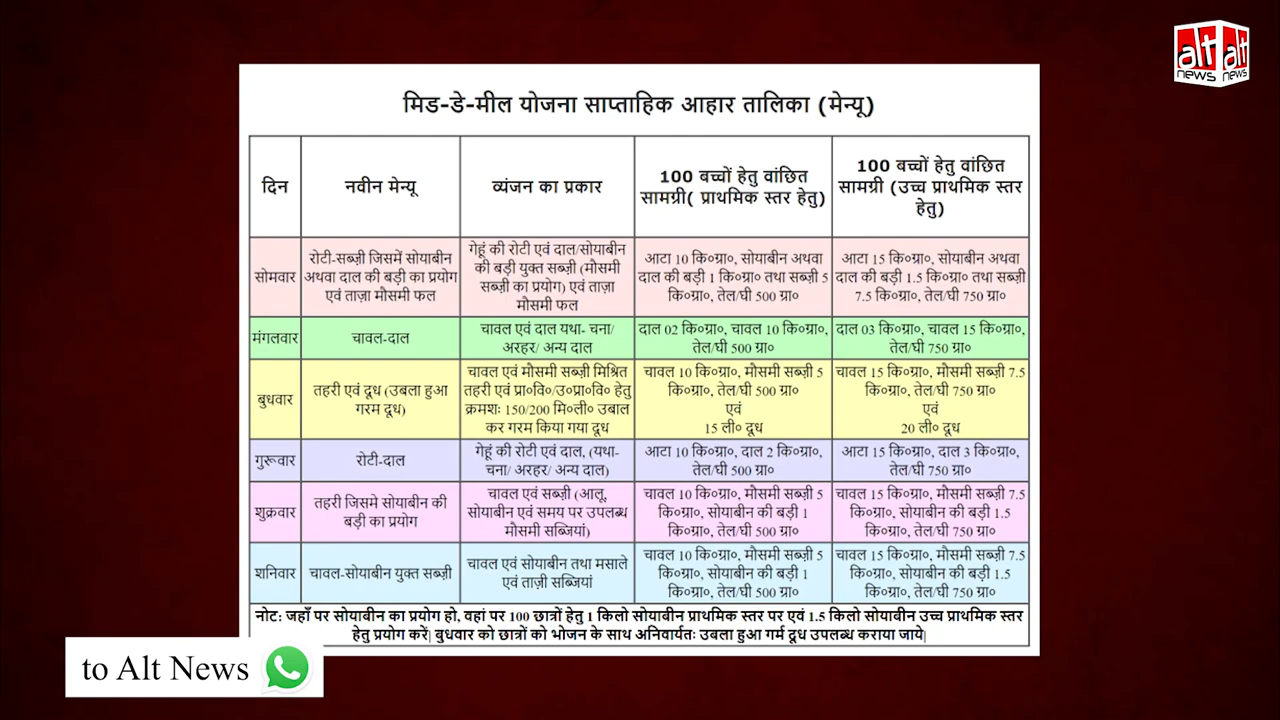 alt alt
news news
मिड-डे-मील योजना साप्ताहिक आहार तालिका (मेन्यू)
दिन
नवीन मेन्यू
व्यंजन का प्रकार
100 बच्चों हेतु वांछित
सामग्री( प्राथमिक स्तर हेतु)
100 बच्चों हेतु वांछित
सामग्री (उच्च प्राथमिक स्तर
हेतु)
सोमवार
रोटी-सब्ज़ी जिसमें सोयाबीन
अथवा दाल की बड़ी का प्रयोग
एवं ताज़ा मौसमी फल
गेहूं की रोटी एवं दाल/सोयाबीन
की बड़ी युक्त सब्ज़ी (मौसमी
सब्ज़ी का प्रयोग) एवं ताज़ा
मौसमी फल
आटा 10 कि०ग्रा०, सोयाबीन अथवा
दाल की बड़ी 1 कि०ग्रा० तथा सब्ज़ी 5
कि०ग्रा०, तेल/घी 500 ग्रा०
आटा 15 कि०ग्रा०, सोयाबीन अथवा
दाल की बड़ी 1.5 कि०ग्रा० तथा सब्ज़ी
7.5 कि०ग्रा०, तेल/घी 750 ग्रा०
मंगलवार
चावल-दाल
चावल एवं दाल यथा- चना/
अरहर/ अन्य दाल
दाल 02 कि०ग्रा०, चावल 10 कि०ग्रा०,
तेल/घी 500 ग्रा०
दाल 03 कि०ग्रा०, चावल 15 कि०ग्रा०,
तेल/घी 750 ग्रा०
बुधवार
तहरी एवं दूध (उबला हुआ
गरम दूध)
चावल एवं मौसमी सब्ज़ी मिश्रित
तहरी एवं प्रा०वि०/उ०प्रा०वि० हेतु
क्रमशः 150/200 मि०ली० उबाल
कर गरम किया गया दूध
चावल 10 कि०ग्रा०, मौसमी सब्ज़ी 5
कि०ग्रा०, तेल/घी 500 ग्रा०
एवं
15 ली० दूध
चावल 15 कि०ग्रा०, मौसमी सब्ज़ी 7.5
कि०ग्रा०, तेल/घी 750 ग्रा०
एवं
20 ली० दूध
गुरूवार
रोटी-दाल
गेहूं की रोटी एवं दाल, (यथा-
चना/ अरहर/ अन्य दाल)
आटा 10 कि०ग्रा०, दाल 2 कि०ग्रा०,
तेल/घी 500 ग्रा०
आटा 15 कि०ग्रा०, दाल 3 कि०ग्रा०,
तेल/घी 750 ग्रा०
शुक्रवार
तहरी जिसमे सोयाबीन की
बड़ी का प्रयोग
चावल एवं सब्ज़ी (आलू,
सोयाबीन एवं समय पर उपलब्ध
मौसमी सब्जियां)
चावल 10 कि०ग्रा०, मौसमी सब्ज़ी 5
कि०ग्रा०, सोयाबीन की बड़ी 1
कि०ग्रा०, तेल/घी 500 ग्रा०
चावल 15 कि०ग्रा०, मौसमी सब्ज़ी 7.5
कि०ग्रा०, सोयाबीन की बड़ी 1.5
कि०ग्रा०, तेल/घी 750 ग्रा०
शनिवार
चावल-सोयाबीन युक्त सब्ज़ी
चावल एवं सोयाबीन तथा मसाले
एवं ताज़ी सब्जियां
चावल 10 कि०ग्रा०, मौसमी सब्ज़ी 5
कि०ग्रा०, सोयाबीन की बड़ी 1
कि०ग्रा०, तेल/घी 500 ग्रा०
चावल 15 कि०ग्रा०, मौसमी सब्ज़ी 7.5
कि०ग्रा०, सोयाबीन की बड़ी 1.5
कि०ग्रा०, तेल/घी 750 ग्रा०
नोट: जहाँ पर सोयाबीन का प्रयोग हो, वहां पर 100 छात्रों हेतु 1 किलो सोयाबीन प्राथमिक स्तर पर एवं 1.5 किलो सोयाबीन उच्च प्राथमिक स्तर
हेतु प्रयोग करें| बुधवार को छात्रों को भोजन के साथ अनिवार्यतः उबला हुआ गर्म दूध उपलब्ध कराया जाये|
to Alt News